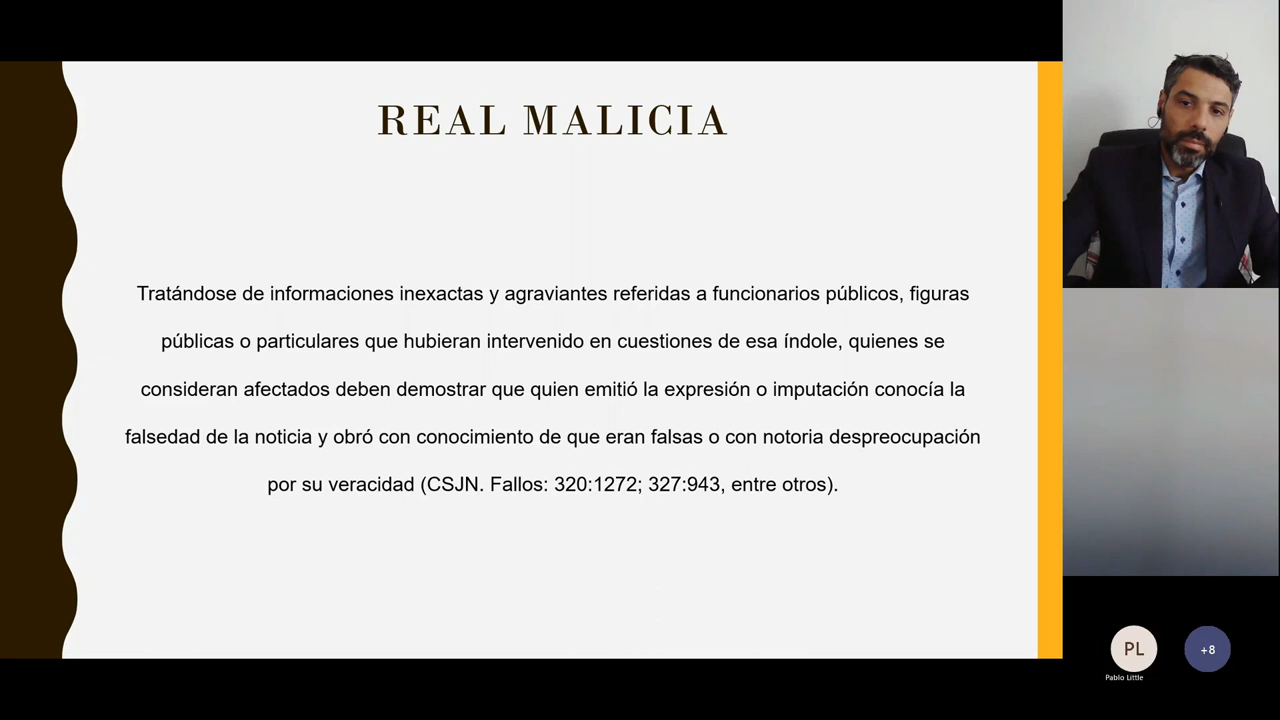 REAL MALICIA
Tratándose de informaciones inexactas y agraviantes referidas a funcionarios públicos, figuras
públicas o particulares que hubieran intervenido en cuestiones de esa índole, quienes se
consideran afectados deben demostrar que quien emitió la expresión o imputación conocía la
falsedad de la noticia y obró con conocimiento de que eran falsas o con notoria despreocupación
por su veracidad (CSJN. Fallos: 320:1272; 327:943, entre otros).
PL
+8
Pablo Little